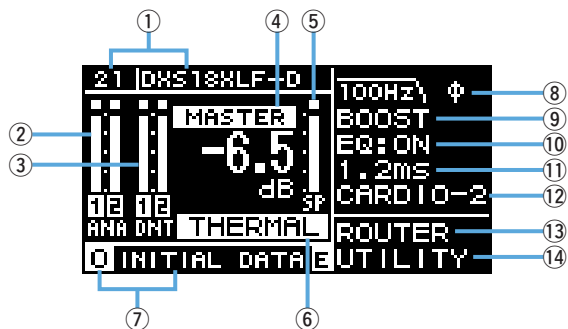 ① ④ ⑤
21 DXS18XLF-D
② ③
MASTER
-6.5
dB
1 2 1 2
ANA DNT
SP
THERMAL
0 INITIAL DATA E
⑦ ⑥
100Hz ϕ ⑧
BOOST ⑨
EQ:ON ⑩
1.2ms ⑪
CARDIO-2 ⑫
ROUTER ⑬
UTILITY ⑭